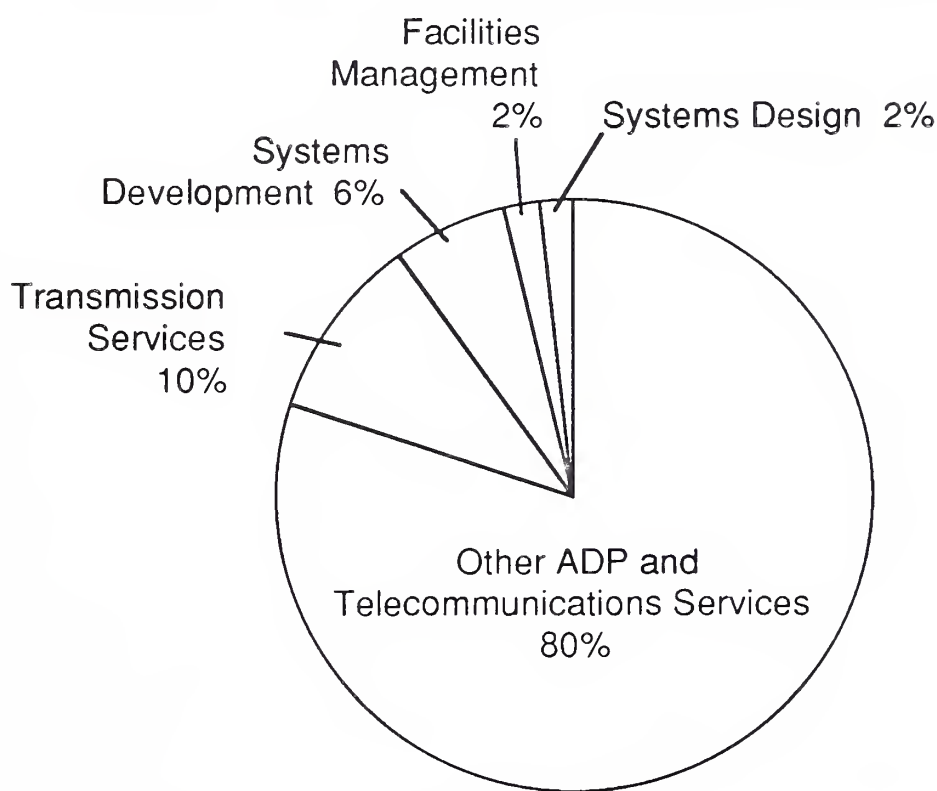 Facilities
Management
2%
Systems Design 2%
Systems
Development 6%
Transmission
Services
10%
Other ADP and
Telecommunications Services
80%